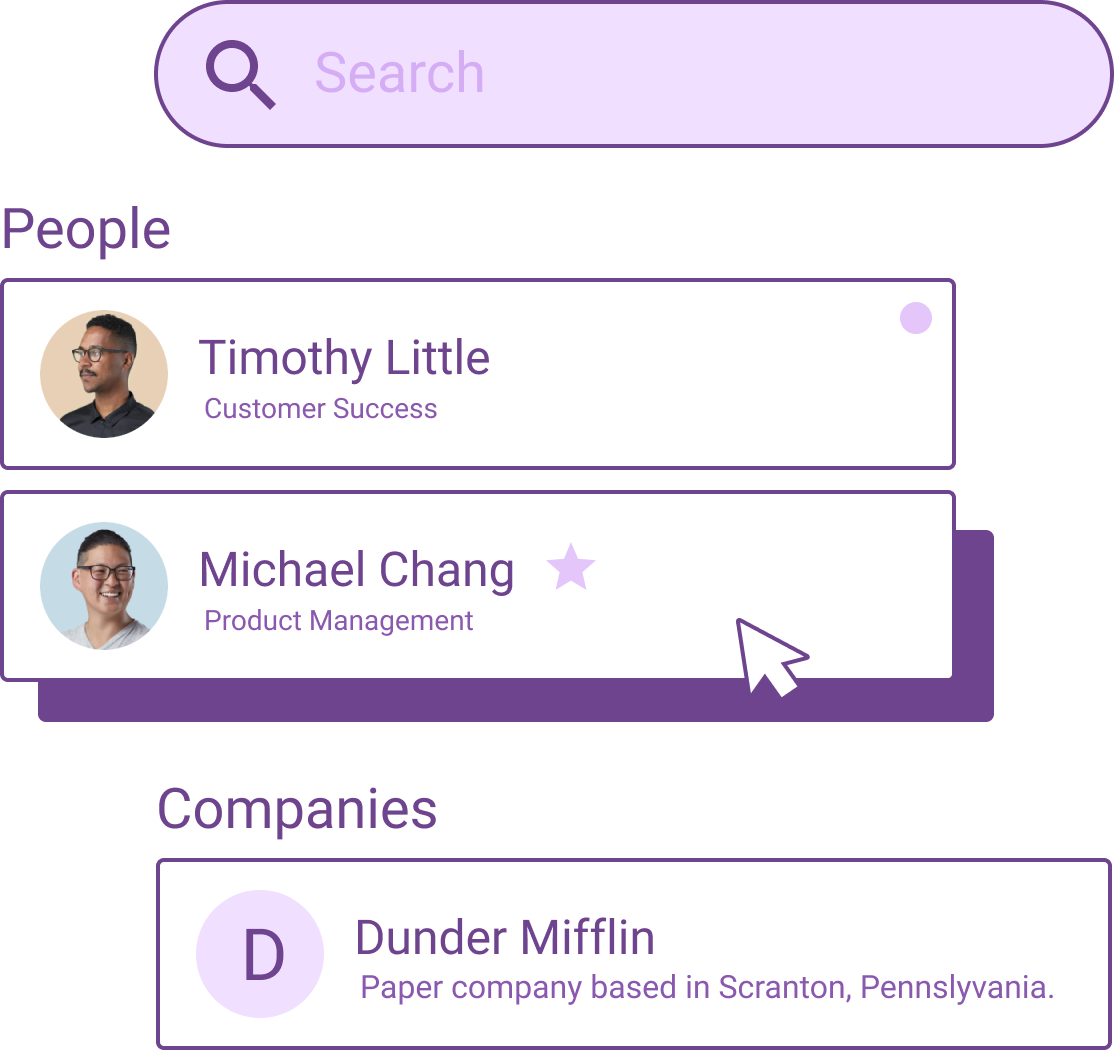 Search
People
Timothy Little
Customer Success
Michael Chang
Product Management
Companies
D
Dunder Mifflin
Paper company based in Scranton, Pennslyvania.